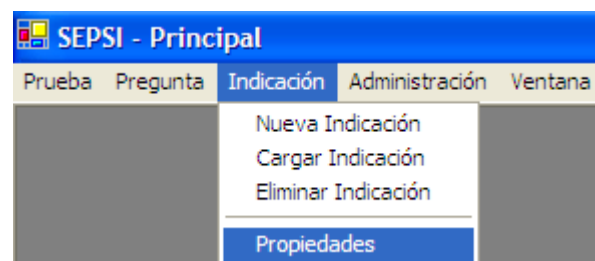 SEPSI - Principal
Prueba Pregunta Indicación Administración Ventana
Nueva Indicación
Cargar Indicación
Eliminar Indicación
Propiedades